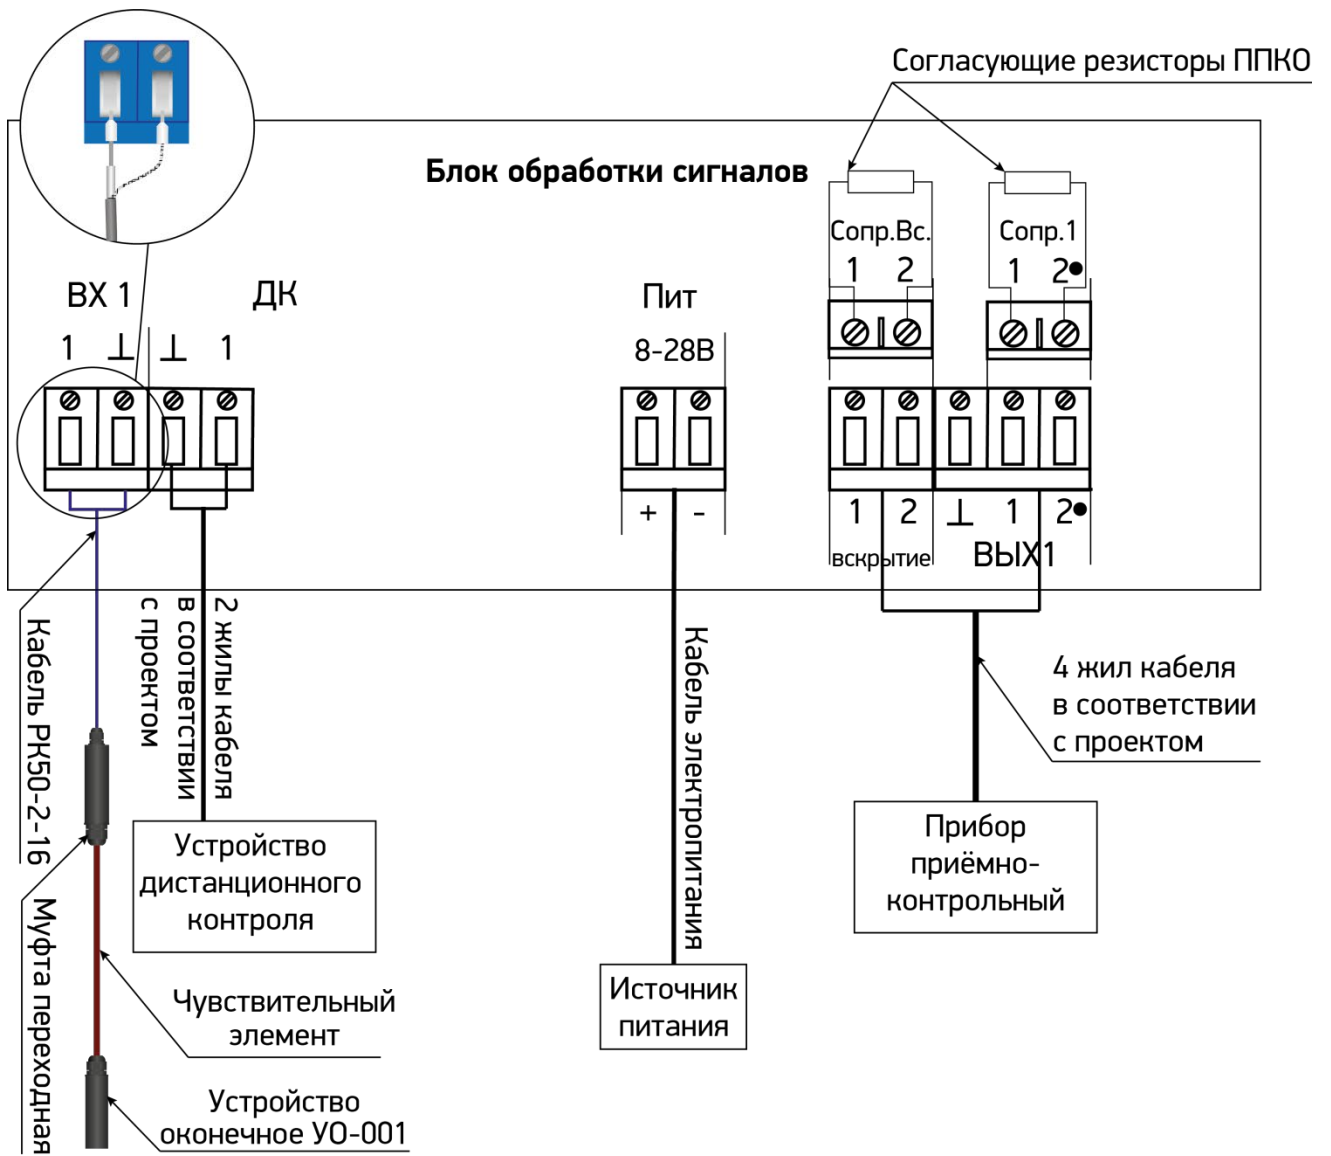 Согласующие резисторы ППКО
Блок обработки сигналов
Сопр.Вс.
1 2
Сопр.1
1 2•
ВХ 1
1 ⊥
ДК
⊥ 1
Пит
8-28В
+ -
1 2
вскрытие
⊥ 1 2•
ВЫХ1
Кабель РК50-2-16
2 жилы кабеля
в соответствии
с проектом
Кабель электропитания
4 жил кабеля
в соответствии
с проектом
Устройство
дистанционного
контроля
Прибор
приёмно-
контрольный
Источник
питания
Муфта переходная
Чувствительный
элемент
Устройство
оконечное УО-001